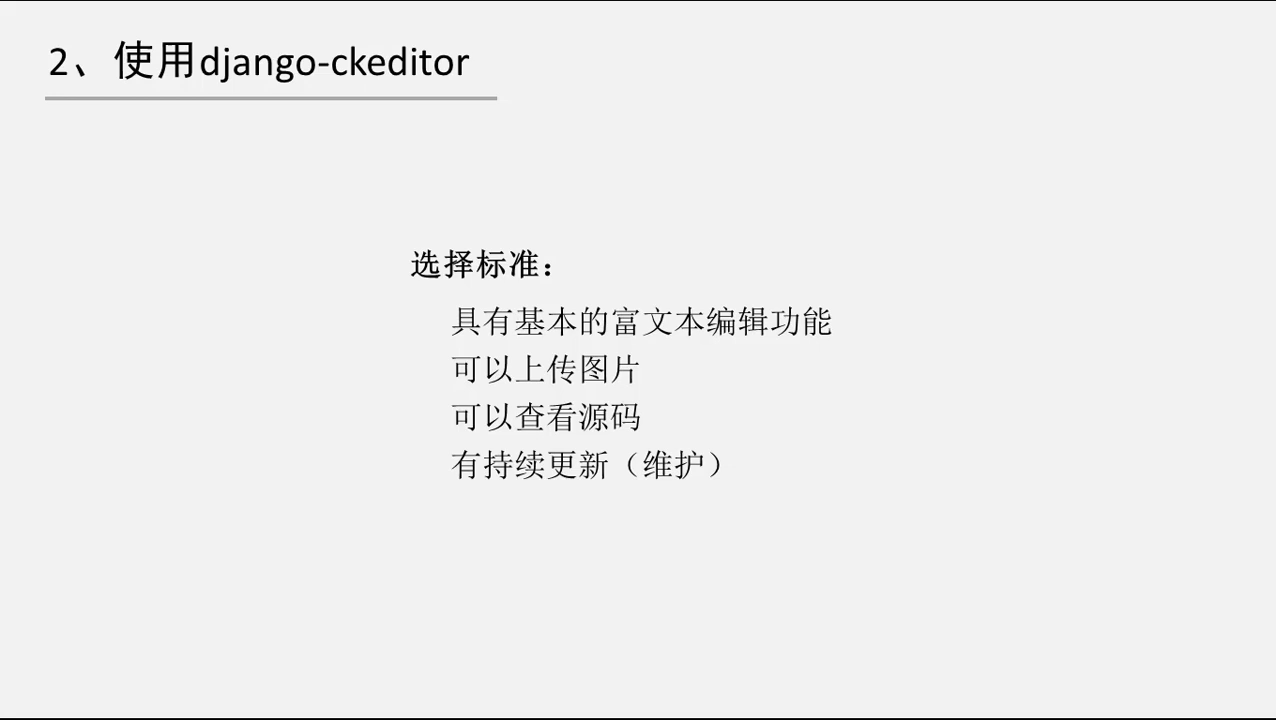 2、使用django-ckeditor
选择标准：
具有基本的富文本编辑功能
可以上传图片
可以查看源码
有持续更新（维护）